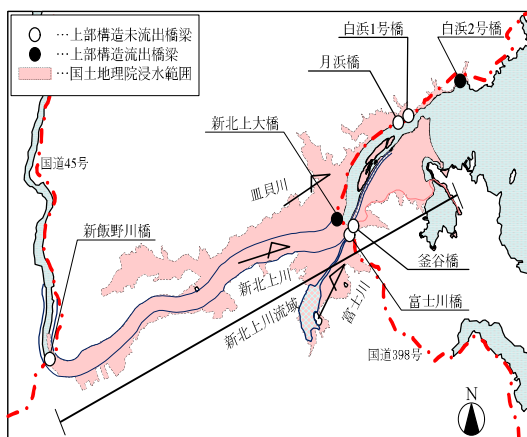 …上部構造未流出橋梁
…上部構造流出橋梁
…国土地理院浸水範囲
白浜1号橋
白浜2号橋
月浜橋
新北上大橋
国道45号
皿貝川
新飯野川橋
釜谷橋
新北上川
富士川橋
新北上川流域
富士川
国道398号
N